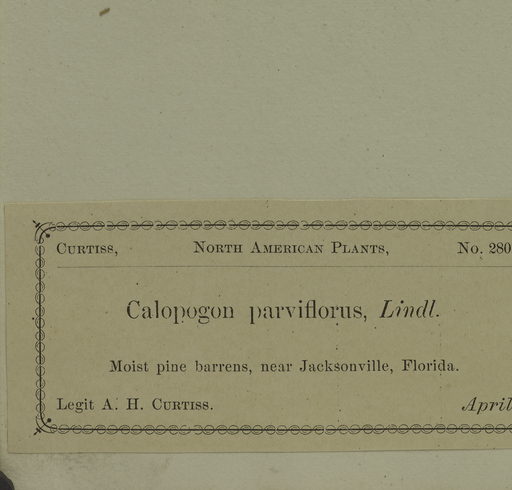 CURTISS, NORTH AMERICAN PLANTS, No. 280
Calopogon parviflorus, Lindl.
Moist pine barrens, near Jacksonville, Florida.
Legit A. H. CURTISS. April